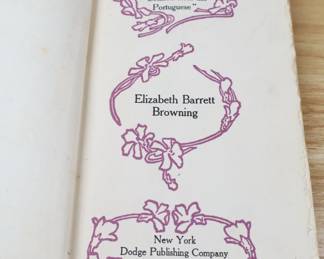 Portuguese"
Elizabeth Barrett
Browning
New York
Dodge Publishing Company